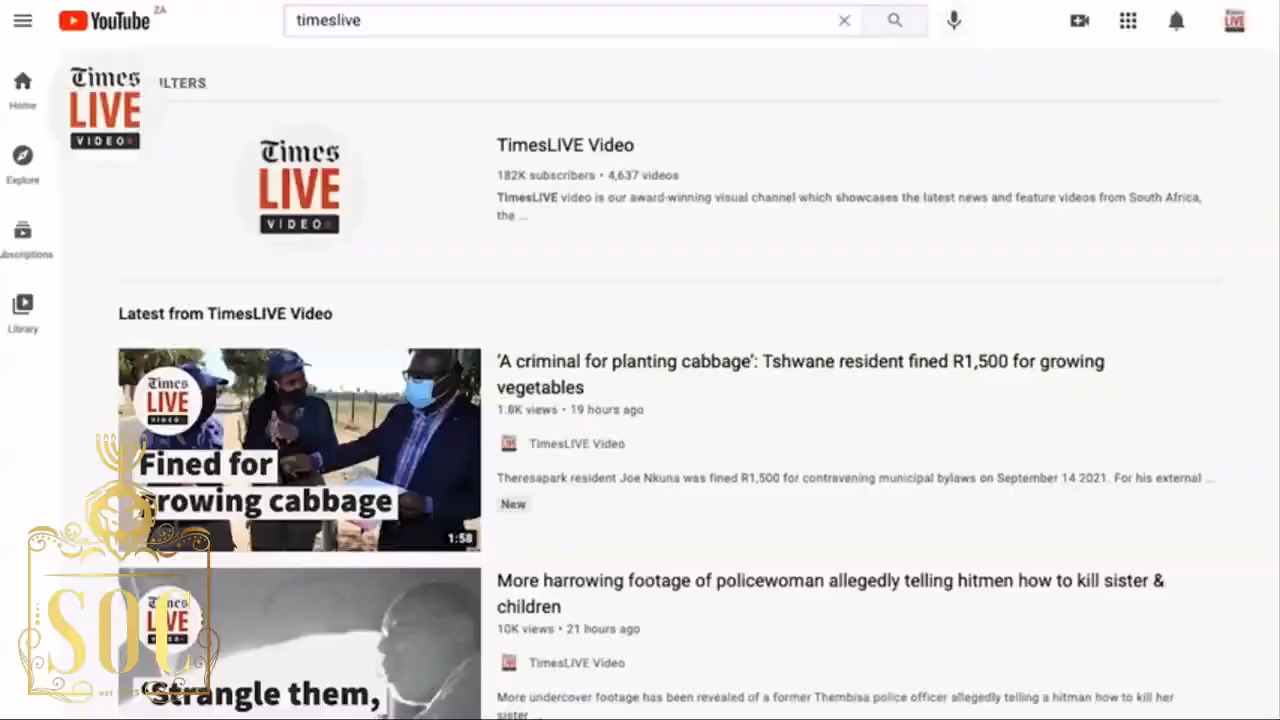 YouTube ZA
timeslive
Home
Explore
ubscriptions
Library
Times
LIVE
VIDEO
ILTERS
Times
LIVE
VIDEO
TimesLIVE Video
182K subscribers • 4,637 videos
TimesLIVE video is our award-winning visual channel which showcases the latest news and feature videos from South Africa,
the ...
Latest from TimesLIVE Video
Times
LIVE
VIDEO
Fined for
growing cabbage
1:58
'A criminal for planting cabbage': Tshwane resident fined R1,500 for growing
vegetables
1.8K views • 19 hours ago
TimesLIVE Video
Theresapark resident Joe Nkuna was fined R1,500 for contravening municipal bylaws on September 14 2021. For his external ...
New
Times
LIVE
VIDEO
'Strangle them,
More harrowing footage of policewoman allegedly telling hitmen how to kill sister &
children
10K views • 21 hours ago
TimesLIVE Video
More undercover footage has been revealed of a former Thembisa police officer allegedly telling a hitman how to kill her
sister ...
SOC